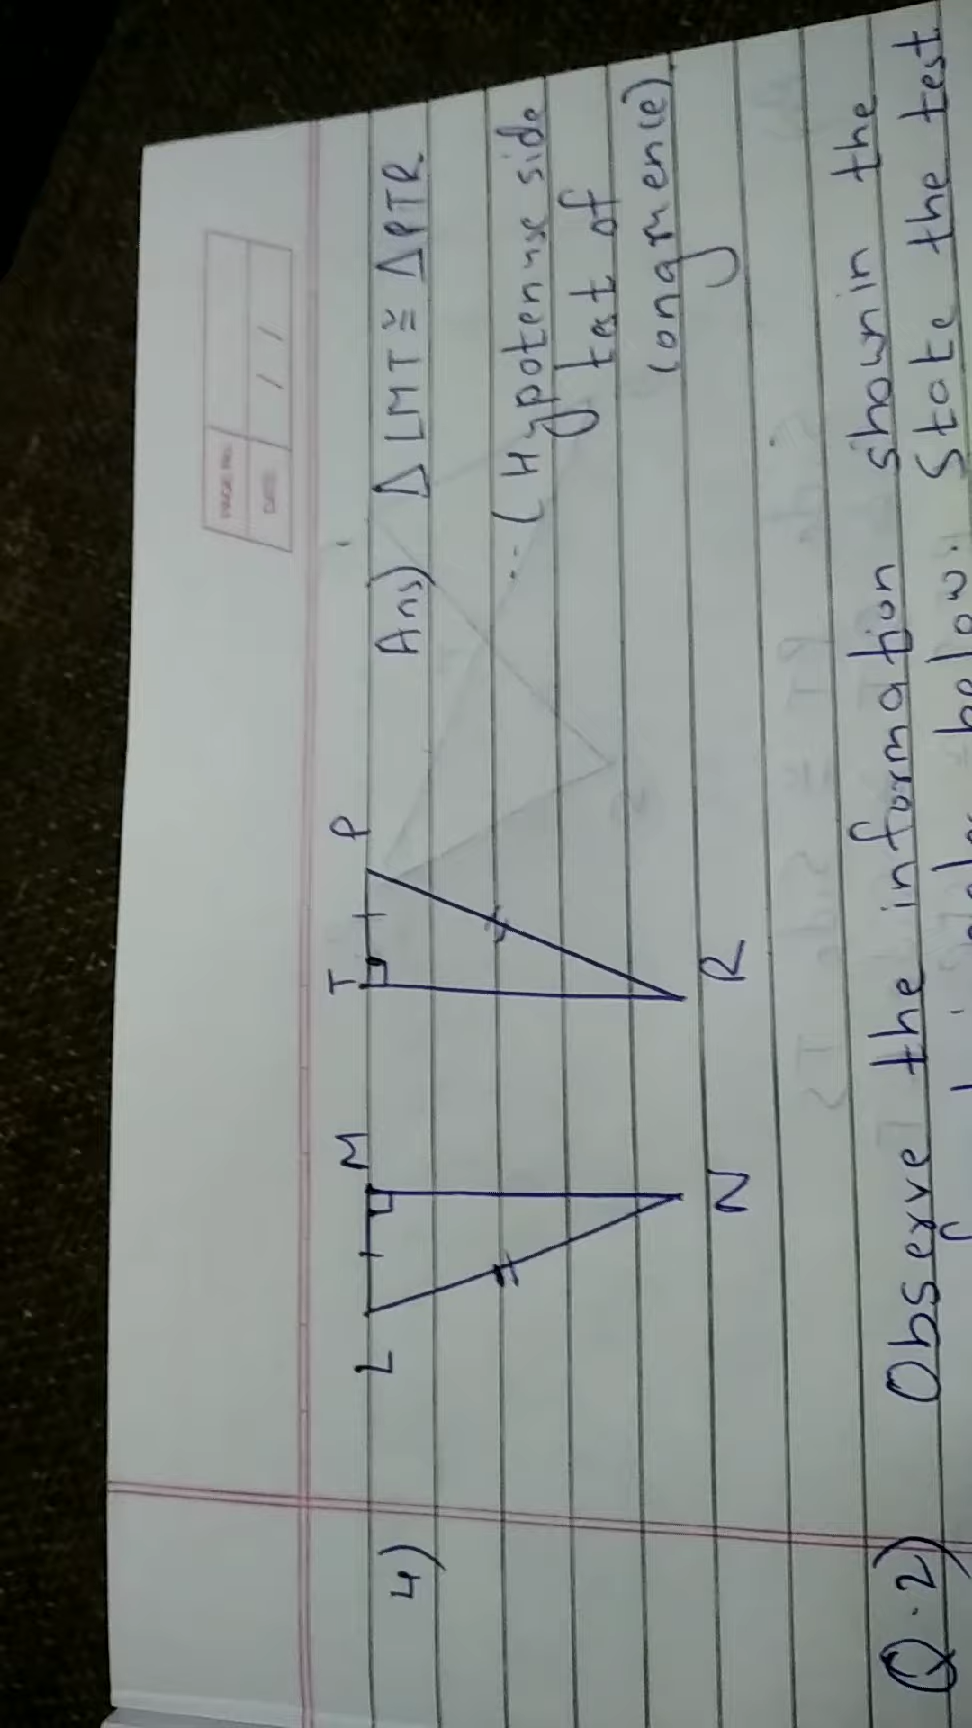 PAGE NO.
DATE / /
4)
L M T P
N R
Ans) Δ LMT ≅ Δ PTR
... (Hypotenuse side
test of
congruence)
Q.2) Observe the information shown in the
below. State the test